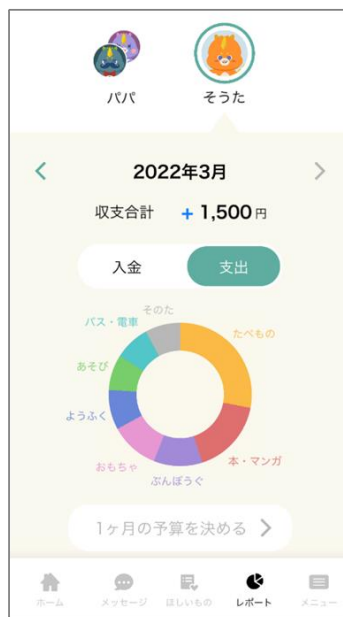 パパ
そうた
2022年3月
収支合計 + 1,500 円
入金
支出
そのた
バス・電車
たべもの
あそび
ようふく
おもちゃ
本・マンガ
ぶんぼうぐ
1ヶ月の予算を決める
ホーム
メッセージ
ほしいもの
レポート
メニュー